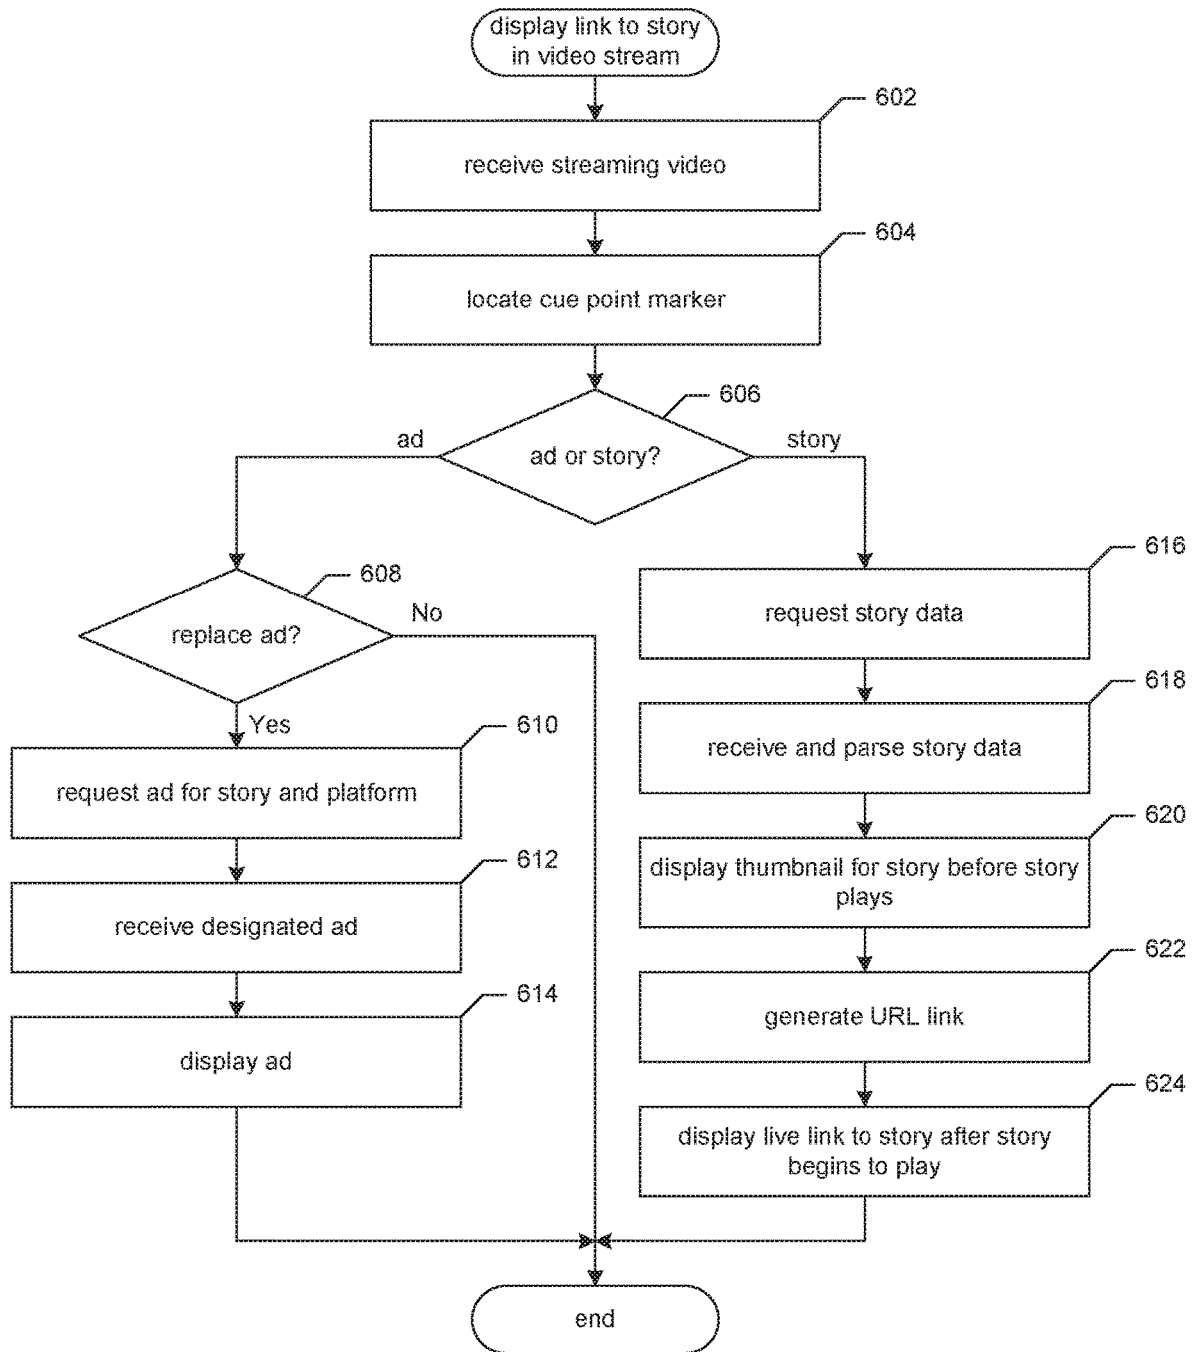 display link to story
in video stream
602
receive streaming video
604
locate cue point marker
606
ad
ad or story?
story
608
replace ad?
No
Yes
610
request ad for story and platform
612
receive designated ad
614
display ad
616
request story data
618
receive and parse story data
620
display thumbnail for story before story
plays
622
generate URL link
624
display live link to story after story
begins to play
end